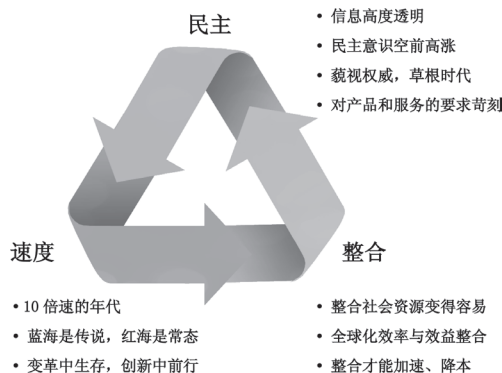 民主
• 信息高度透明
• 民主意识空前高涨
• 藐视权威，草根时代
• 对产品和服务的要求苛刻
速度
• 10 倍速的年代
• 蓝海是传说，红海是常态
• 变革中生存，创新中前行
整合
• 整合社会资源变得容易
• 全球化效率与效益整合
• 整合才能加速、降本